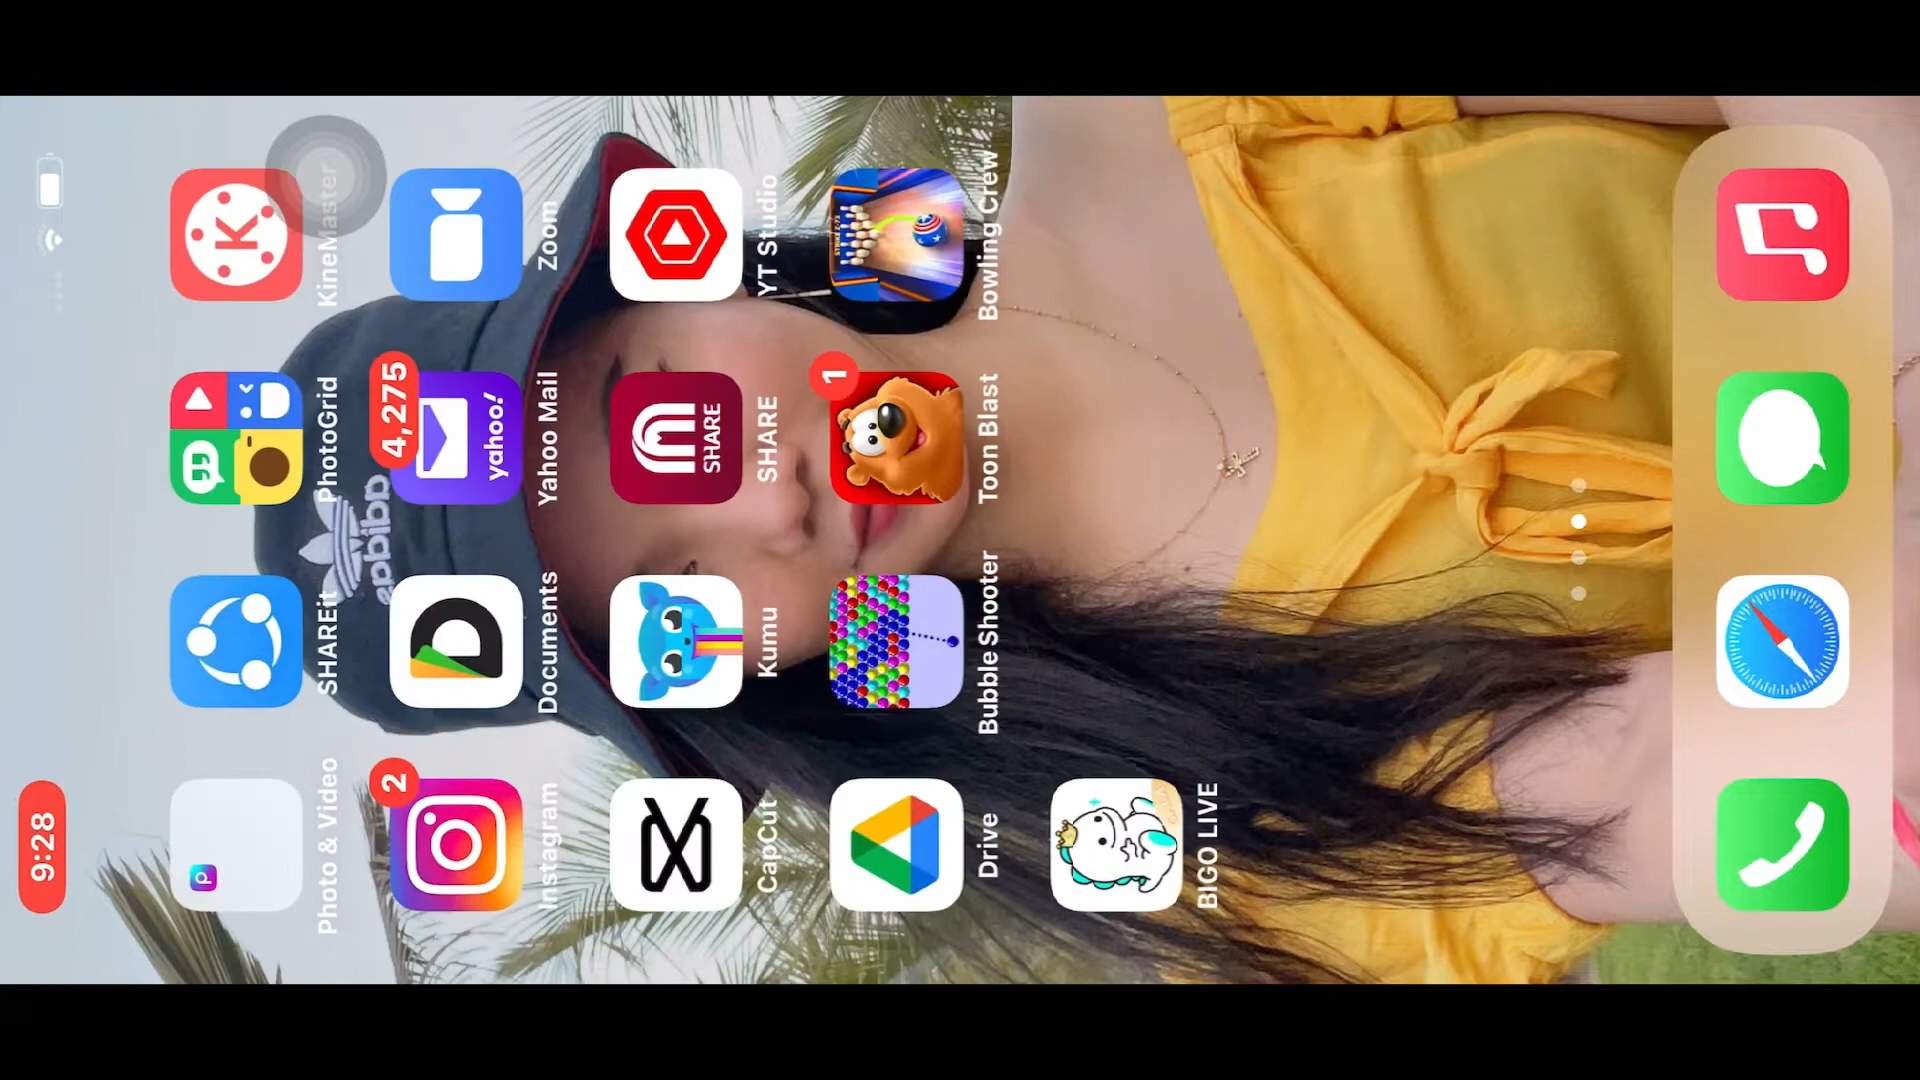 9:28
Photo & Video
SHAREit
PhotoGrid
KineMaster
2
4,275
yahoo!
Instagram
Documents
Yahoo Mail
Zoom
SHARE
CapCut
Kumu
SHARE
YT Studio
1
Drive
Bubble Shooter
Toon Blast
Bowling Crew
BIGO LIVE
adidas